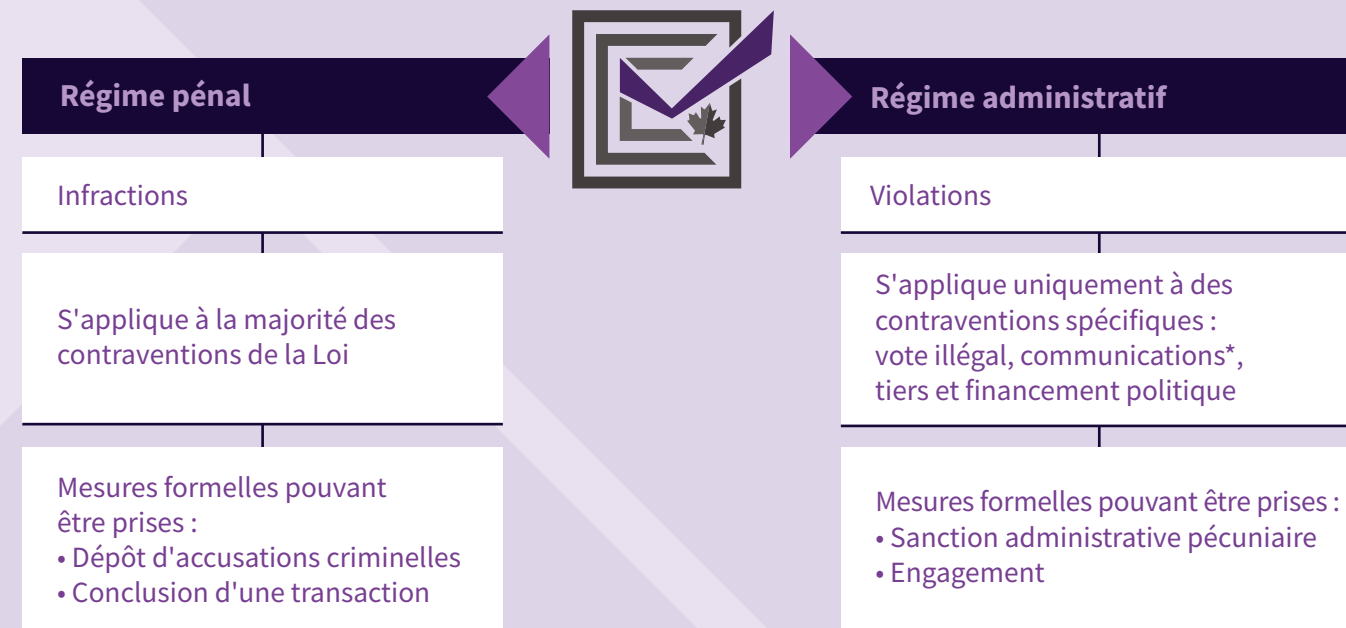 Régime pénal
Infractions
S'applique à la majorité des
contraventions de la Loi
Mesures formelles pouvant
être prises :
• Dépôt d'accusations criminelles
• Conclusion d'une transaction
Régime administratif
Violations
S'applique uniquement à des
contraventions spécifiques :
vote illégal, communications*,
tiers et financement politique
Mesures formelles pouvant être prises :
• Sanction administrative pécuniaire
• Engagement